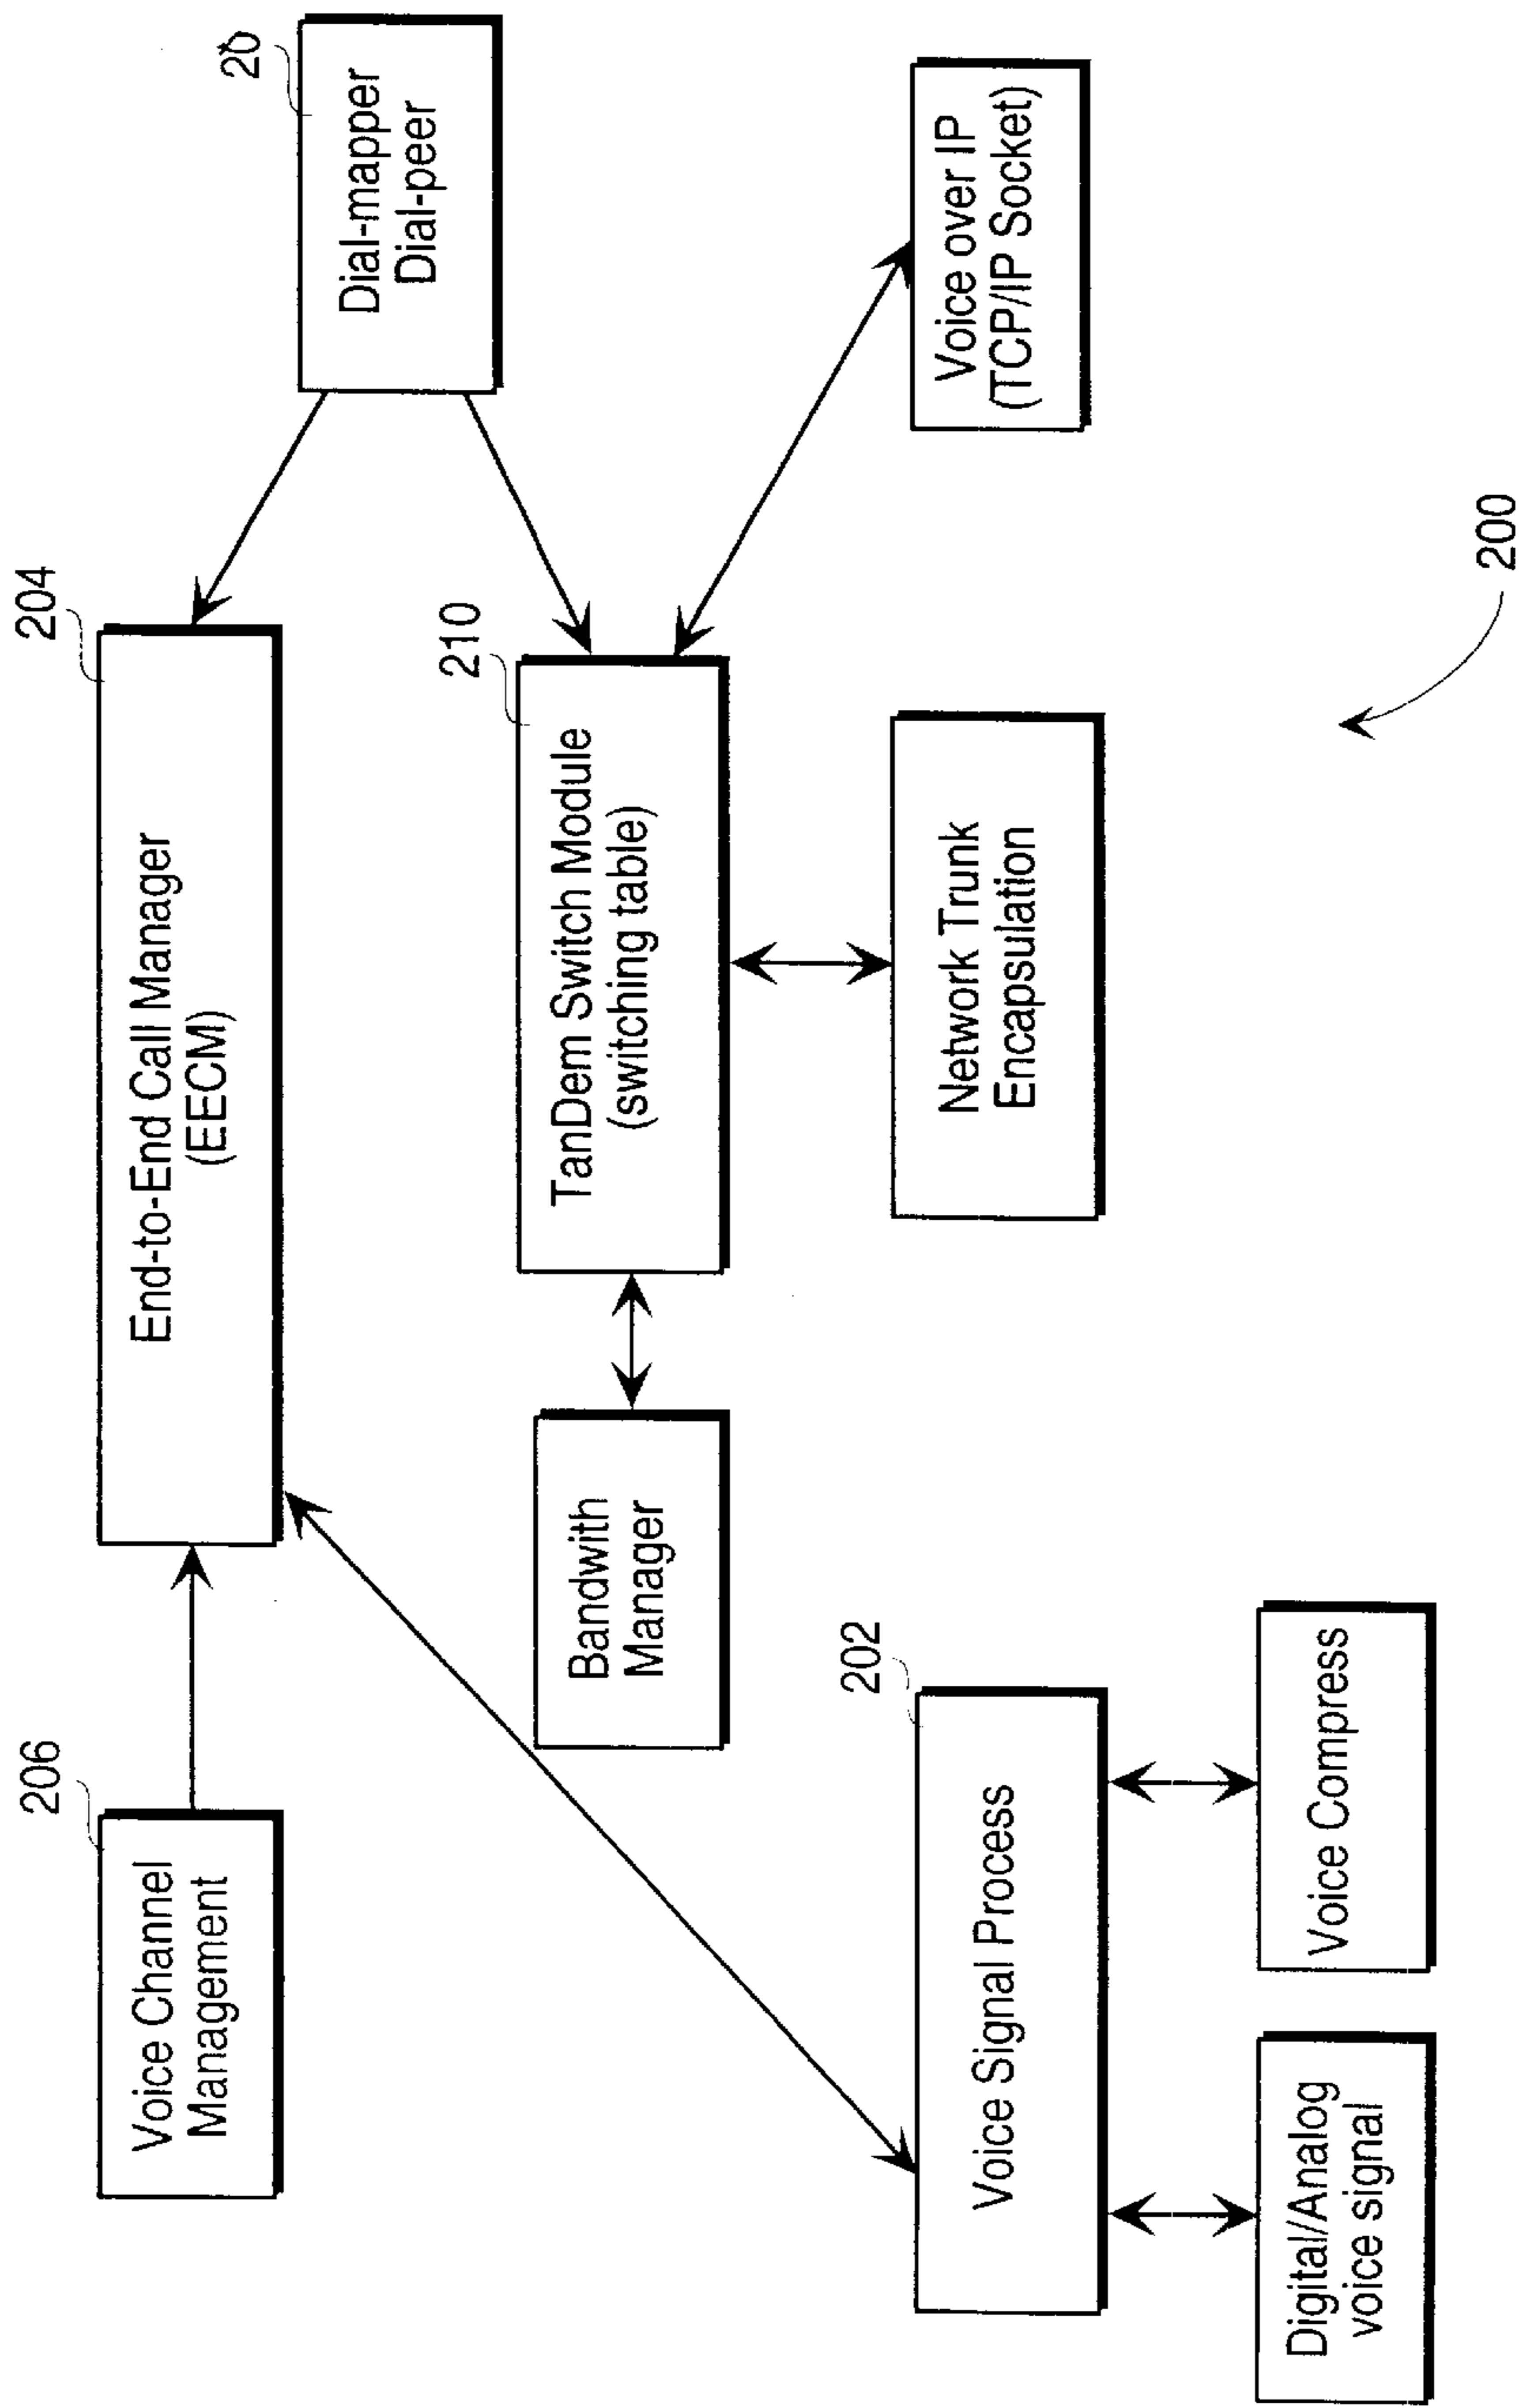 206
Voice Channel
Management
204
End-to-End Call Manager
(EECM)
20
Dial-mapper
Dial-peer
Bandwith
Manager
210
TanDem Switch Module
(switching table)
202
Voice Signal Process
Network Trunk
Encapsulation
Voice over IP
(TCP/IP Socket)
Digital/Analog
voice signal
Voice Compress
200